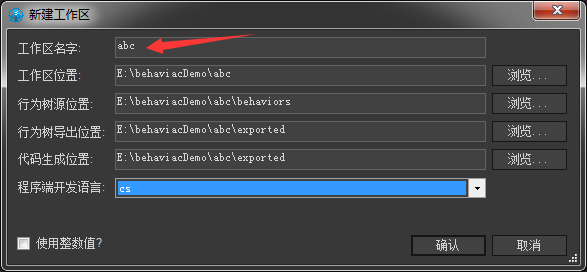 新建工作区
工作区名字: abc
工作区位置: E:\behaviacDemo\abc 浏览...
行为树源位置: E:\behaviacDemo\abc\behaviors 浏览...
行为树导出位置: E:\behaviacDemo\abc\exported 浏览...
代码生成位置: E:\behaviacDemo\abc\exported 浏览...
程序端开发语言: cs
使用整数值? 确认 取消